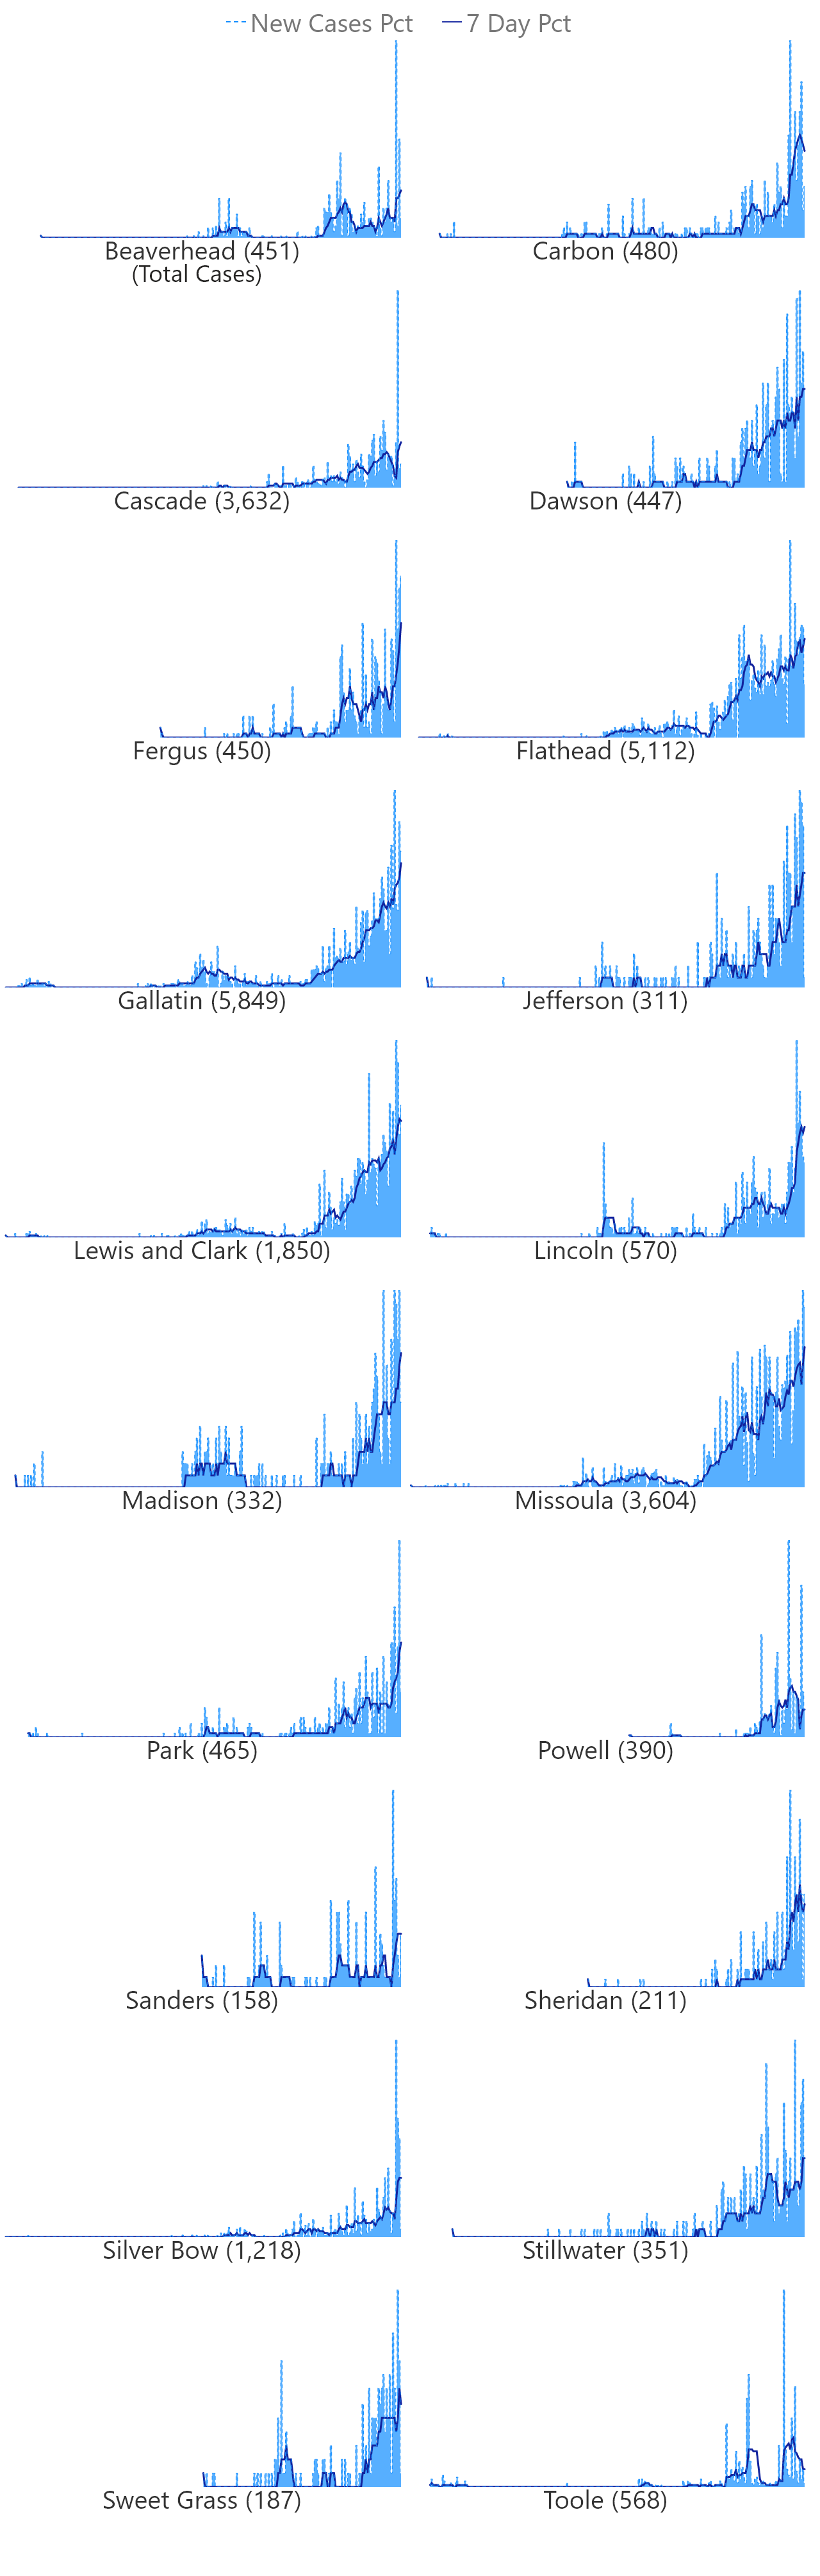 New Cases Pct 7 Day Pct
Beaverhead (451) Carbon (480)
(Total Cases)
Cascade (3,632) Dawson (447)
Fergus (450) Flathead (5,112)
Gallatin (5,849) Jefferson (311)
Lewis and Clark (1,850) Lincoln (570)
Madison (332) Missoula (3,604)
Park (465) Powell (390)
Sanders (158) Sheridan (211)
Silver Bow (1,218) Stillwater (351)
Sweet Grass (187) Toole (568)